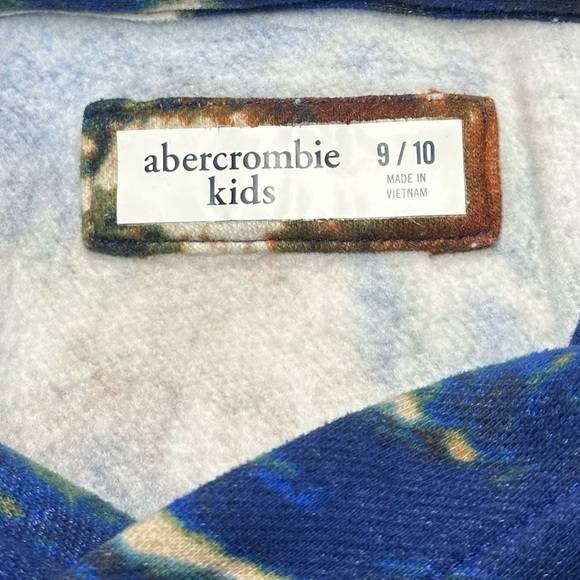 abercrombie
kids
9 / 10
MADE IN
VIETNAM